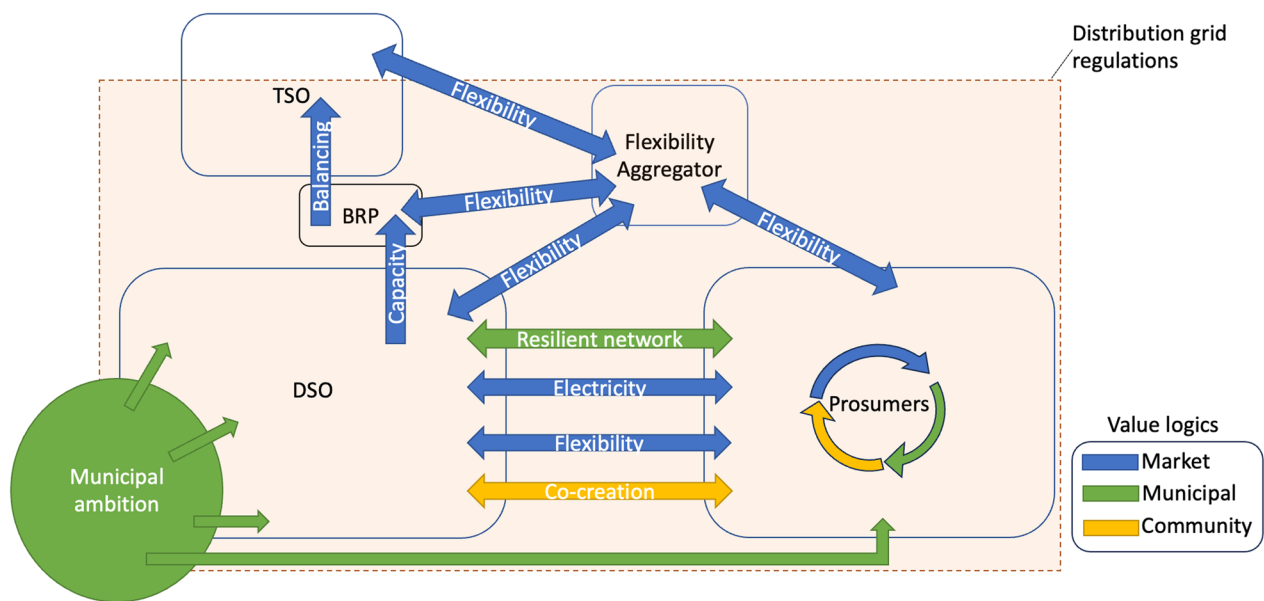 Distribution grid
regulations
TSO
Flexibility
Flexibility
Aggregator
Balancing
BRP
Flexibility
Flexibility
Flexibility
Capacity
Resilient network
DSO
Electricity
Prosumers
Flexibility
Co-creation
Municipal
ambition
Value logics
Market
Municipal
Community